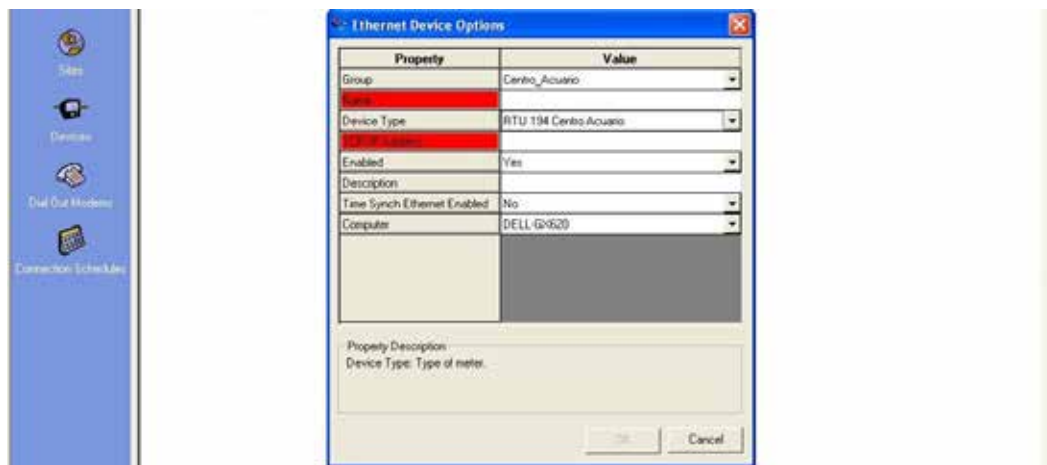 Sites
Devices
Dial Out Modems
Connection Schedules
Ethernet Device Options
Property Value
Group Centro_Acuario
Name
Device Type RTU 194 Centro Acuario
TCP/IP Address
Enabled Yes
Description
Time Synch Ethernet Enabled No
Computer DELL-GX620
Property Description
Device Type: Type of meter.
OK Cancel